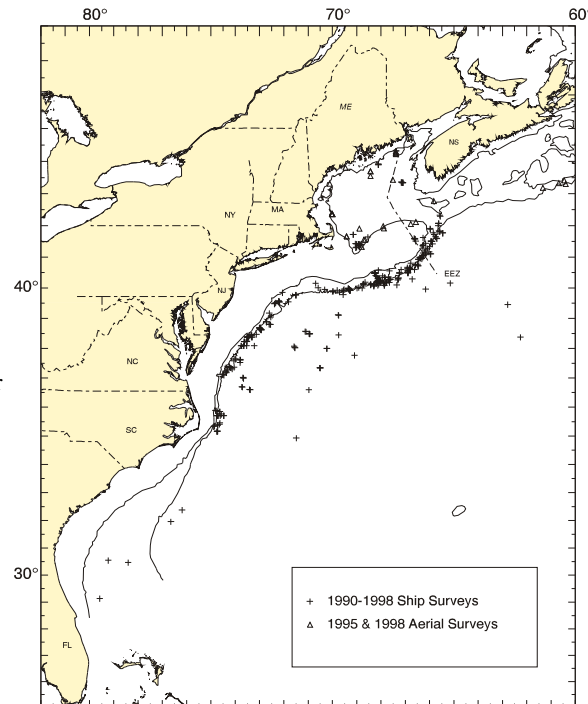 80° 70° 60
ME
NS
NY MA
EEZ
40°
NJ
NC
SC
30°
+ 1990-1998 Ship Surveys
△ 1995 & 1998 Aerial Surveys
FL